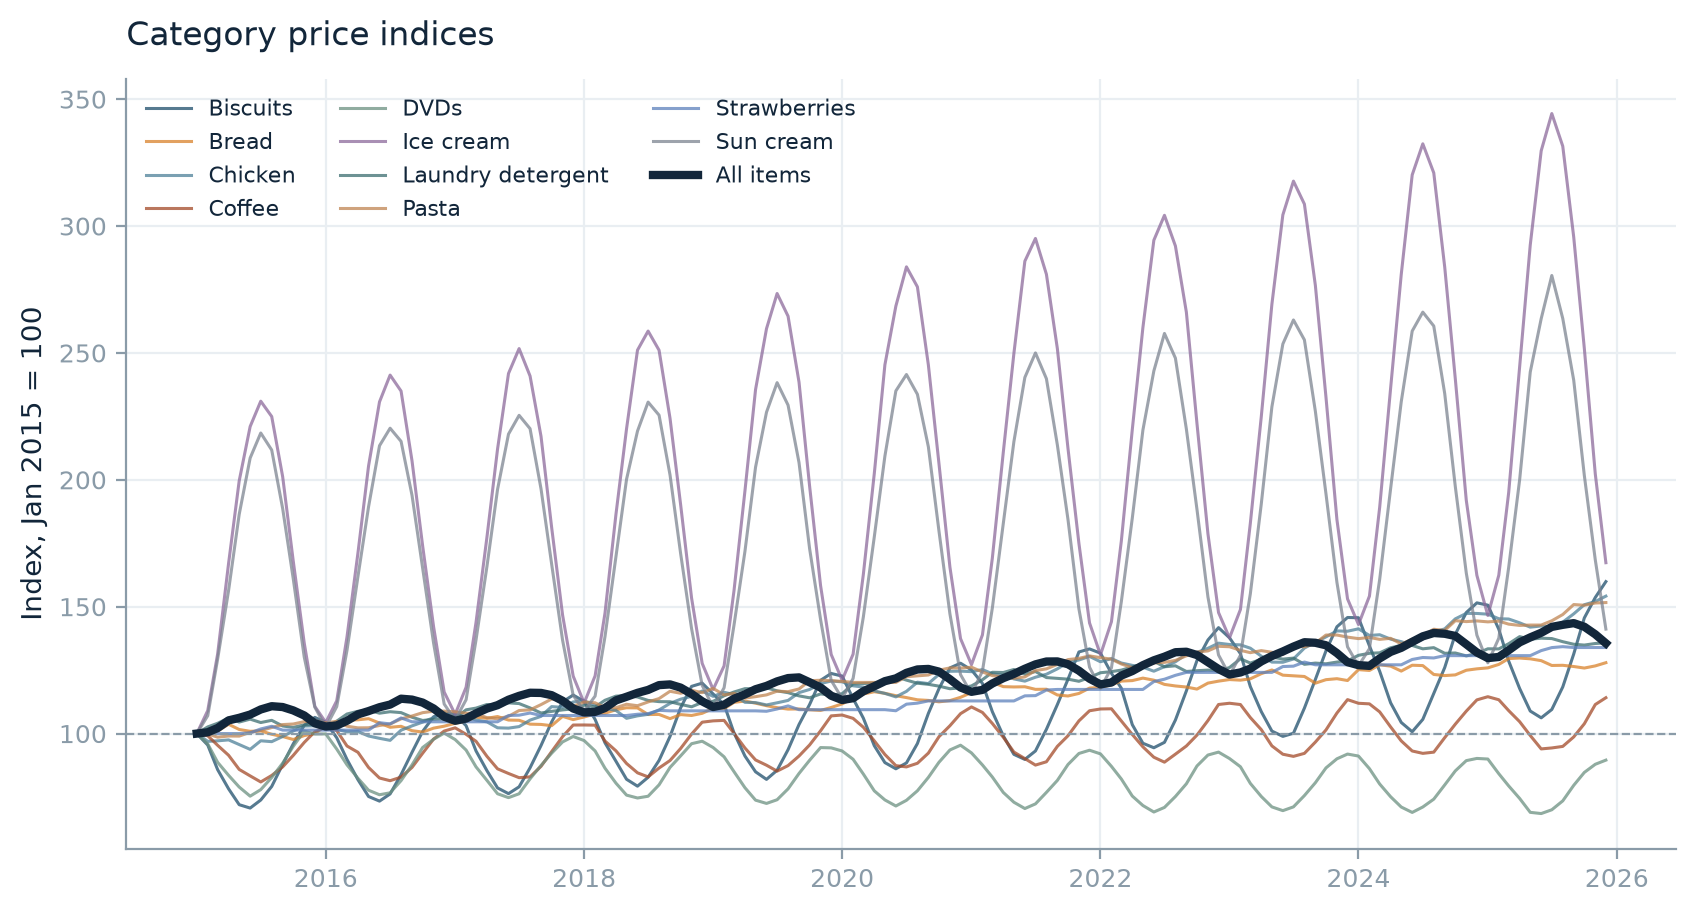 Category price indices
Index, Jan 2015 = 100
350
300
250
200
150
100
Biscuits
Bread
Chicken
Coffee
DVDs
Ice cream
Laundry detergent
Pasta
Strawberries
Sun cream
All items
2016
2018
2020
2022
2024
2026